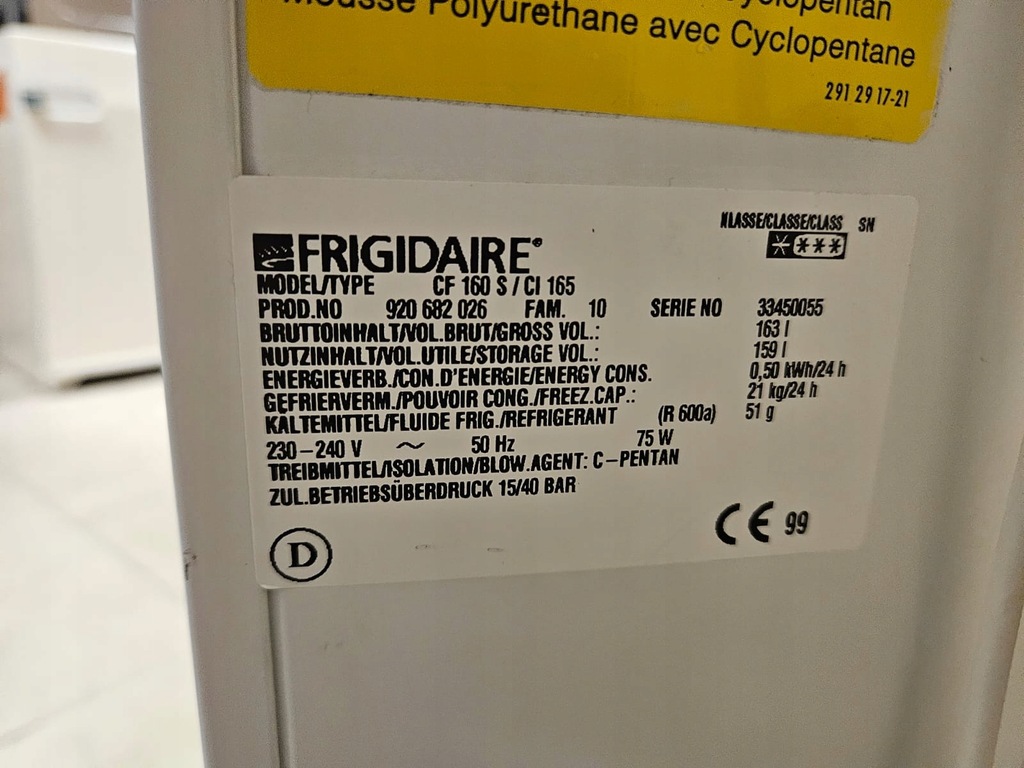 Mousse Polyurethane avec Cyclopentane
291 29 17-21
KLASSE/CLASSE/CLASS SN
FRIGIDAIRE®
MODEL/TYPE CF 160 S / CI 165
PROD.NO 920 682 026 FAM. 10 SERIE NO 33450055
BRUTTOINHALT/VOL.BRUT/GROSS VOL.: 163 l
NUTZINHALT/VOL.UTILE/STORAGE VOL.: 159 l
ENERGIEVERB./CON.D'ENERGIE/ENERGY CONS. 0,50 kWh/24 h
GEFRIERVERM./POUVOIR CONG./FREEZ.CAP.: 21 kg/24 h
KALTEMITTEL/FLUIDE FRIG./REFRIGERANT (R 600a) 51 g
230-240 V ~ 50 Hz 75 W
TREIBMITTEL/ISOLATION/BLOW.AGENT: C-PENTAN
ZUL.BETRIEBSÜBERDRUCK 15/40 BAR
CE 99
D